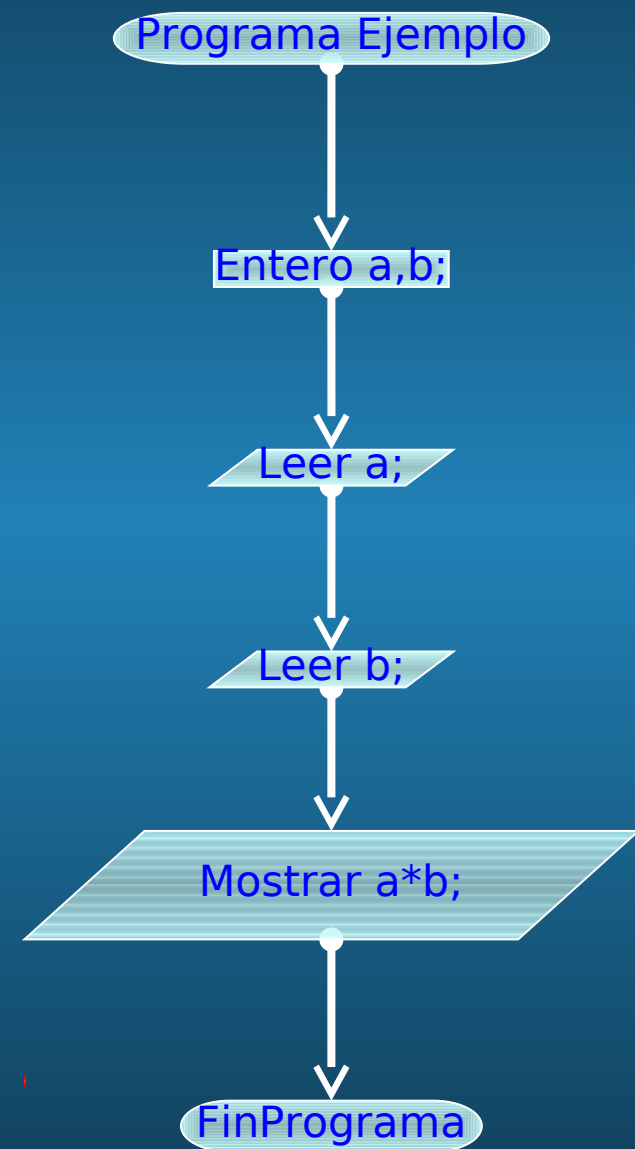 Programa Ejemplo
Entero a,b;
Leer a;
Leer b;
Mostrar a*b;
FinPrograma